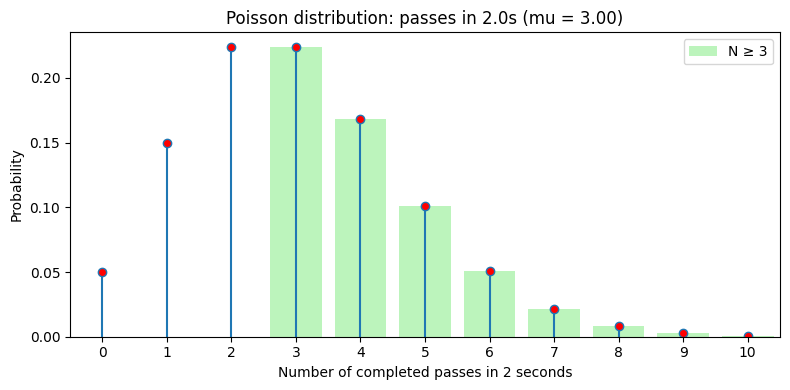 Poisson distribution: passes in 2.0s (mu = 3.00)
N ≥ 3
Probability
0.20
0.15
0.10
0.05
0.00
0 1 2 3 4 5 6 7 8 9 10
Number of completed passes in 2 seconds